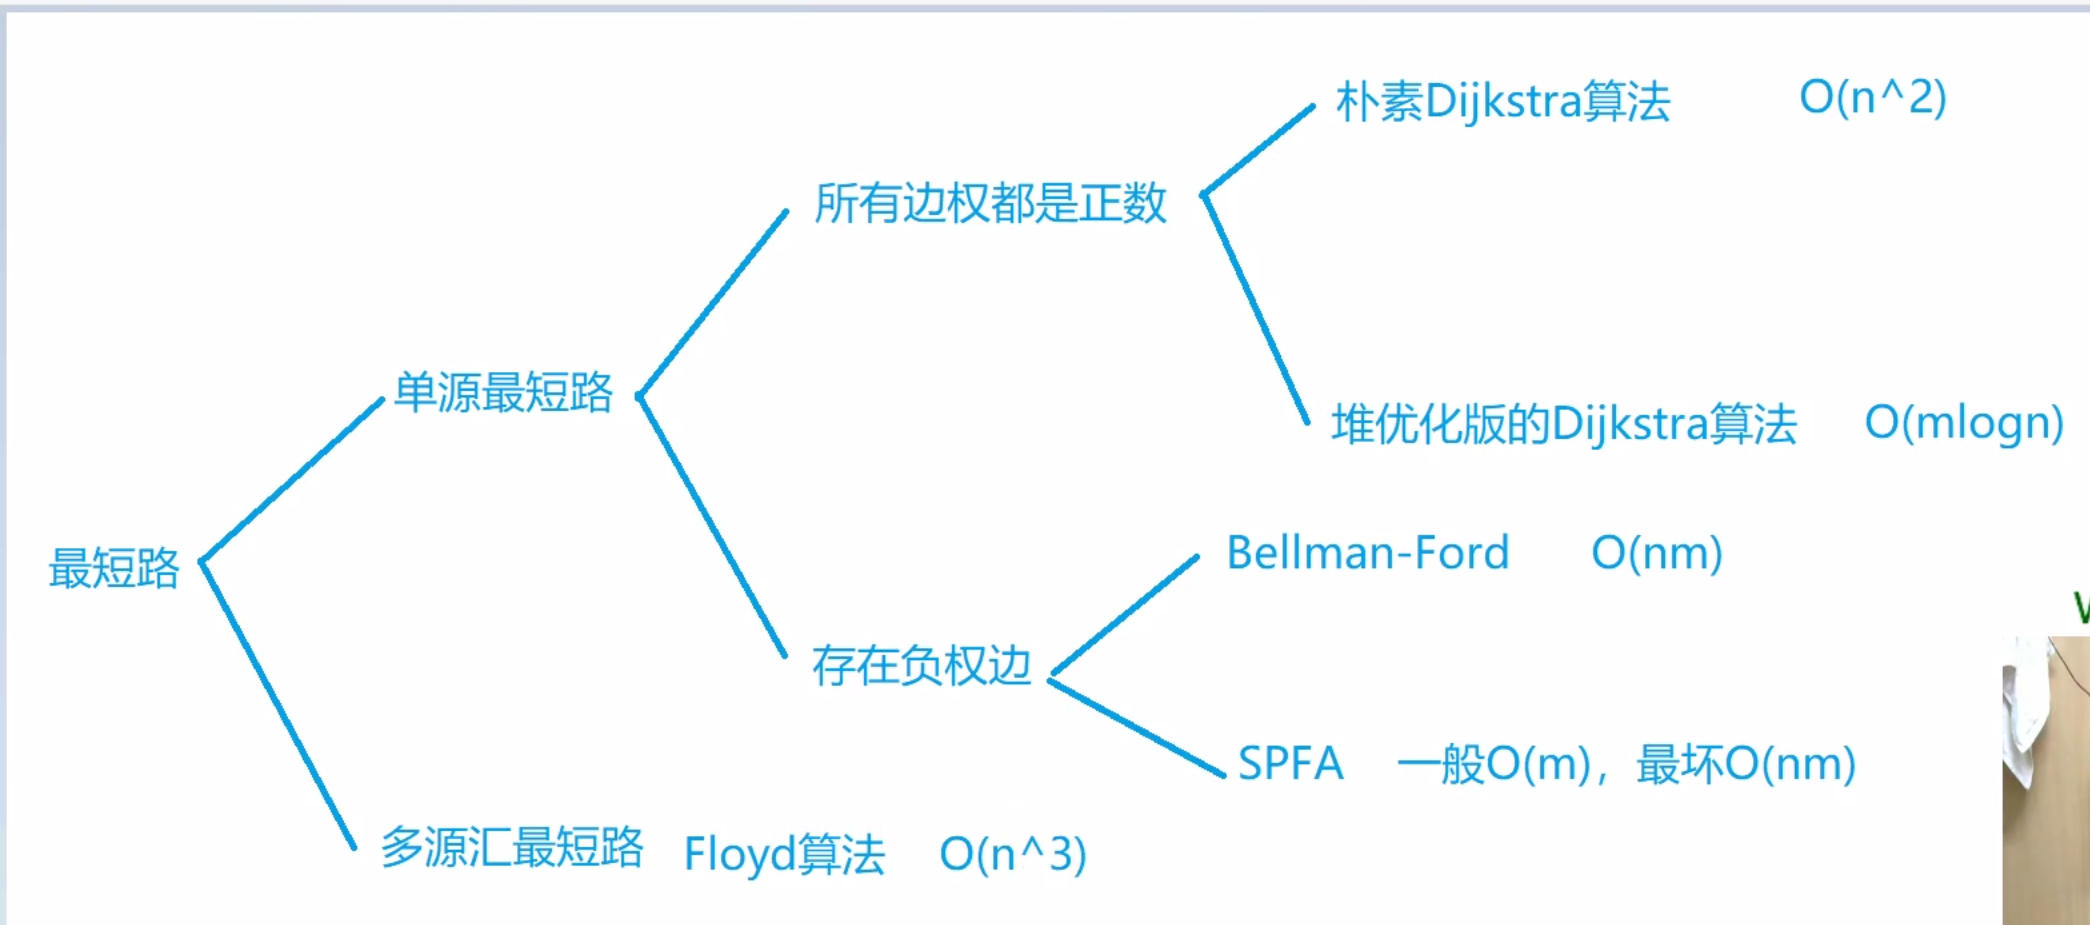 朴素Dijkstra算法 O(n^2)
所有边权都是正数
单源最短路
堆优化版的Dijkstra算法 O(mlogn)
最短路
Bellman-Ford O(nm)
存在负权边
SPFA 一般O(m)，最坏O(nm)
多源汇最短路 Floyd算法 O(n^3)